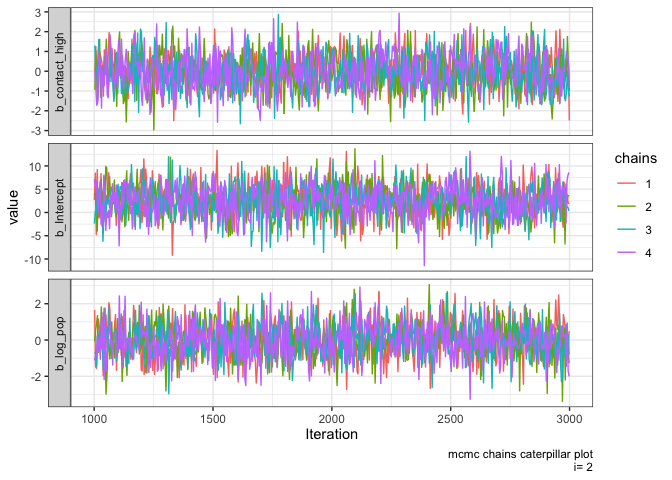 value
b_contact_high
3
2
1
0
-1
-2
-3
b_Intercept
10
5
0
-5
-10
b_log_pop
2
0
-2
1000 1500 2000 2500 3000
Iteration
chains
1
2
3
4
mcmc chains caterpillar plot
i= 2